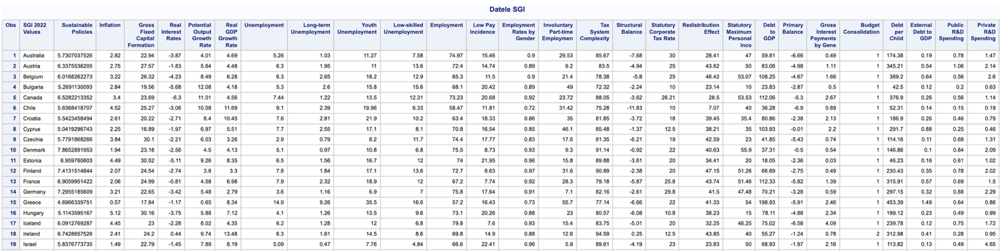 Datele SGI
Obs SGI 2022 Values Sustainable Policies Inflation Gross Fixed Capital Formation Real Interest Rates Potential Output Growth Rate Real GDP Growth Rate Unemployment Long-term Unemployment Youth Unemployment Low-skilled Unemployment Employment Low Pay Incidence Employment Rates by Gender Involuntary Part-time Employmen Tax System Complexity Structural Balance Statutory Corporate Tax Rate Redistribution Effect Statutory Maximum Personal Inco Debt to GDP Primary Balance Gross Interest Payments by Gene Budget Consolidation Debt per Child External Debt to GDP Public R&D Spending Private R&D Spending
1 Australia 5.7307037526 2.82 22.94 -3.87 4.01 4.69 5.26 1.03 11.27 7.58 74.97 15.46 0.9 29.53 85.67 -7.68 30 28.41 47 59.81 -6.66 0.49 1 174.38 0.19 0.78 1.47
2 Austria 6.3375536205 2.75 27.57 -1.83 5.64 4.48 6.3 1.95 11 13.6 72.4 14.74 0.89 9.2 83.5 -4.94 25 43.62 50 83.06 -4.98 1.11 1 345.21 0.54 1.06 2.14
3 Belgium 6.0168262273 3.22 26.32 -4.23 8.49 6.28 6.3 2.65 18.2 12.9 65.3 11.5 0.9 21.4 78.38 -5.8 25 46.42 53.07 108.25 -4.67 1.66 1 369.2 0.64 0.56 2.6
4 Bulgaria 5.2691130093 2.84 19.56 -5.68 12.08 4.18 5.3 2.6 15.8 15.6 68.1 20.42 0.89 49 72.32 -2.24 10 23.14 10 23.83 -2.87 0.5 1 42.5 0.12 0.2 0.63
5 Canada 6.5282213352 3.4 23.69 -6.3 11.01 4.56 7.44 1.22 13.5 12.31 73.23 20.68 0.92 23.72 88.05 -3.62 26.21 28.5 53.53 112.06 -5.3 2.67 1 376.9 0.26 0.56 1.14
6 Chile 5.6368418707 4.52 25.27 -3.06 10.58 11.69 9.1 2.39 19.96 6.33 58.47 11.81 0.72 31.42 75.28 -11.83 10 7.07 40 36.28 -6.9 0.89 1 52.31 0.14 0.15 0.19
7 Croatia 5.5423458494 2.61 20.22 -2.71 8.4 10.45 7.6 2.81 21.9 10.2 63.4 18.33 0.86 35 81.85 -3.72 18 39.45 35.4 80.86 -2.38 2.13 1 186.9 0.26 0.46 0.79
8 Cyprus 5.0419296743 2.25 16.89 -1.97 6.97 5.51 7.7 2.55 17.1 8.1 70.8 16.54 0.85 46.1 85.48 -1.37 12.5 38.21 35 103.93 -0.01 2.2 1 291.7 0.88 0.25 0.46
9 Czechia 5.7791868266 3.84 30.1 -2.21 6.03 3.26 2.9 0.79 8.2 11.7 74.4 17.77 0.83 17.6 81.35 -6.21 19 42.59 23 41.85 -5.43 0.74 1 114.16 0.11 0.68 1.31
10 Denmark 7.8652891953 1.94 23.18 -2.56 4.5 4.13 5.1 0.97 10.8 6.8 75.5 8.73 0.93 9.3 91.14 -0.92 22 40.63 55.9 37.31 -0.5 0.54 1 146.86 0.1 0.84 2.09
11 Estonia 6.959760603 4.49 30.52 -5.11 9.26 8.35 6.5 1.56 16.7 12 74 21.95 0.96 15.8 89.88 -3.61 20 34.41 20 18.05 -2.36 0.03 1 46.23 0.16 0.61 1.02
12 Finland 7.4131514844 2.07 24.54 -2.74 3.8 3.3 7.8 1.84 17.1 13.6 72.7 8.63 0.97 31.6 90.89 -2.38 20 47.15 51.26 66.69 -2.75 0.49 1 230.43 0.35 0.78 2.02
13 France 6.9059951422 2.06 24.99 -0.81 4.58 6.98 7.9 2.32 18.9 12 67.2 7.74 0.92 28.3 79.18 -5.87 25.8 43.74 51.46 112.33 -5.82 1.39 1 315.91 0.57 0.69 1.5
14 Germany 7.2955185609 3.21 22.65 -3.42 5.48 2.79 3.6 1.16 6.9 7 75.8 17.64 0.91 7.1 82.16 -2.61 29.8 41.5 47.48 70.21 -3.28 0.59 1 297.15 0.32 0.88 2.29
15 Greece 4.6966339751 0.57 17.84 -1.17 0.65 8.34 14.9 9.26 35.5 16.6 57.2 16.43 0.73 55.7 77.14 -6.66 22 41.33 54 198.93 -5.91 2.46 1 453.39 1.49 0.64 0.86
16 Hungary 5.1143595167 5.12 30.16 -3.75 5.88 7.12 4.1 1.26 13.5 9.6 73.1 20.26 0.88 23 80.57 -6.08 10.8 38.23 15 78.11 -4.88 2.34 1 199.12 0.23 0.49 0.99
17 Iceland 6.0912769287 4.45 23 -2.28 8.02 4.35 6.2 1.28 12 6.8 79.8 7.6 0.93 15.4 83.75 -5.01 20 32.25 46.25 75.02 -6.58 4.09 1 239.78 0.12 0.75 1.72
18 Ireland 6.7428657526 2.41 24.2 0.44 9.74 13.48 6.3 1.61 14.5 8.6 69.8 14.9 0.88 12.6 94.59 0.25 12.5 43.85 40 55.27 -1.24 0.78 2 312.98 0.41 0.28 0.95
19 Israel 5.8376773735 1.49 22.79 -1.45 7.89 8.19 5.09 0.47 7.76 4.84 66.6 22.41 0.96 5.9 89.61 -4.19 23 23.83 50 68.93 -1.97 2.16 1 113.82 0.13 0.49 4.65